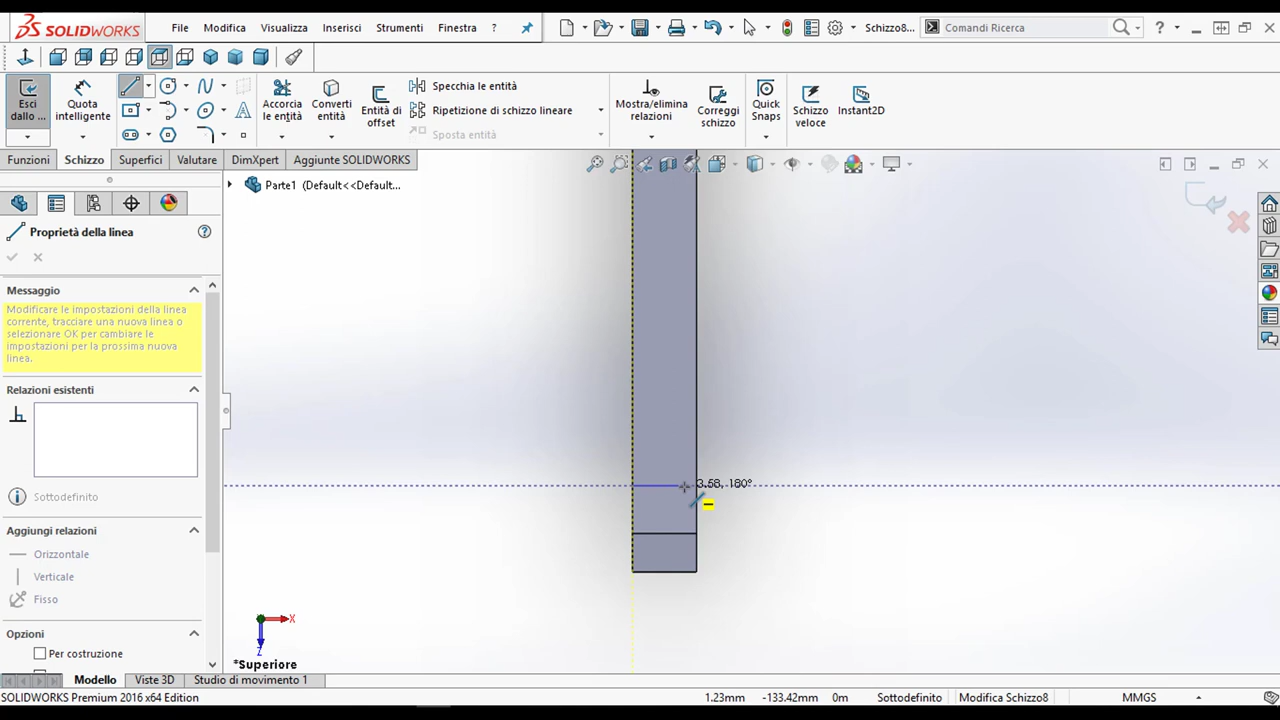 SOLIDWORKS
File
Modifica
Visualizza
Inserisci
Strumenti
Finestra
?
Schizzo8...
Comandi Ricerca
?
Esci dallo ...
Quota intelligente
Accorcia le entità
Converti entità
Entità di offset
Specchia le entità
Ripetizione di schizzo lineare
Sposta entità
Mostra/elimina relazioni
Correggi schizzo
Quick Snaps
Schizzo veloce
Instant2D
Funzioni
Schizzo
Superfici
Valutare
DimXpert
Aggiunte SOLIDWORKS
Parte1 (Default<<Default...
Proprietà della linea
?
Messaggio
Modificare le impostazioni della linea
corrente, tracciare una nuova linea o
selezionare OK per cambiare le
impostazioni per la prossima nuova
linea.
Relazioni esistenti
Sottodefinito
Aggiungi relazioni
Orizzontale
Verticale
Fisso
Opzioni
Per costruzione
3.58, 180°
X
Z
*Superiore
Modello
Viste 3D
Studio di movimento 1
SOLIDWORKS Premium 2016 x64 Edition
1.23mm
-133.42mm
0m
Sottodefinito
Modifica Schizzo8
MMGS